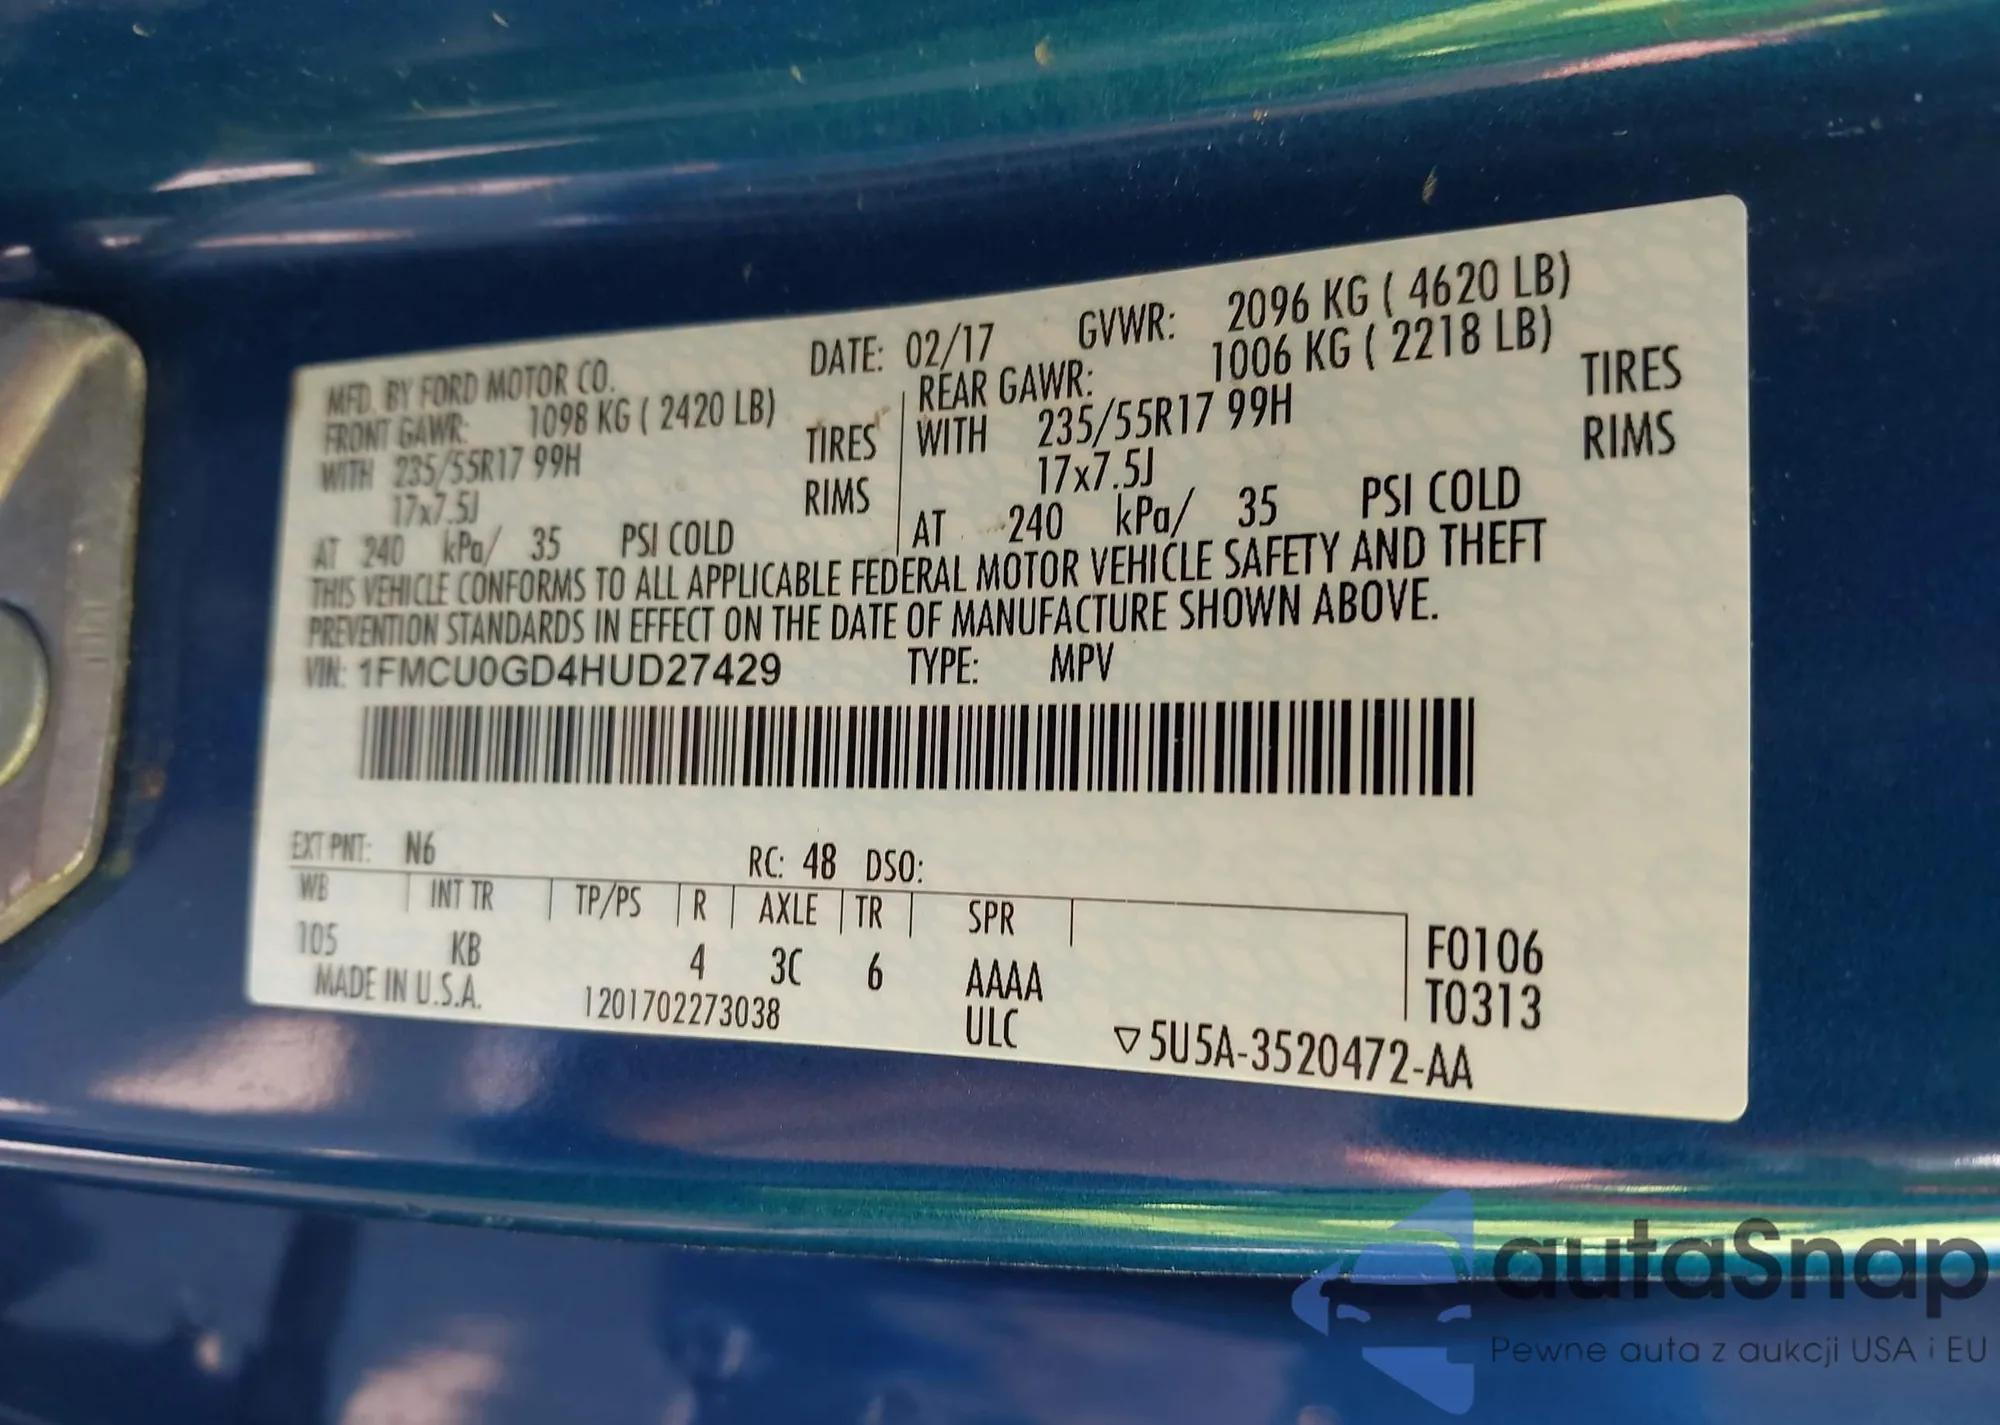 MFD. BY FORD MOTOR CO. DATE: 02/17 GVWR: 2096 KG ( 4620 LB)
FRONT GAWR: 1098 KG ( 2420 LB) REAR GAWR: 1006 KG ( 2218 LB)
WITH 235/55R17 99H TIRES WITH 235/55R17 99H TIRES
17x7.5J RIMS 17x7.5J RIMS
AT 240 kPa/ 35 PSI COLD AT 240 kPa/ 35 PSI COLD
THIS VEHICLE CONFORMS TO ALL APPLICABLE FEDERAL MOTOR VEHICLE SAFETY AND THEFT
PREVENTION STANDARDS IN EFFECT ON THE DATE OF MANUFACTURE SHOWN ABOVE.
VIN: 1FMCU0GD4HUD27429 TYPE: MPV
EXT PNT: N6 RC: 48 DSO:
WB INT TR TP/PS R AXLE TR SPR
105 KB 4 3C 6 AAAA F0106
MADE IN U.S.A. 1201702273038 ULC T0313
▽5U5A-3520472-AA
autaSnap
Pewne auta z aukcji USA i EU